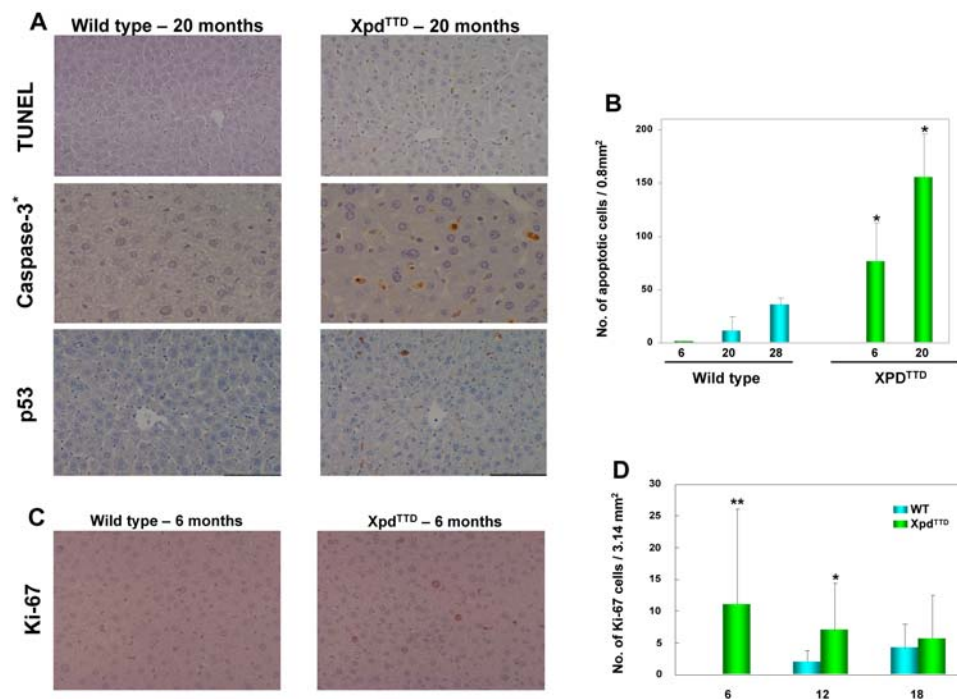 A
Wild type – 20 months
Xpd^TTD – 20 months
TUNEL
Caspase-3*
p53
B
No. of apoptotic cells / 0.8mm²
200
150
100
50
0
*
*
6
20
28
6
20
Wild type
XPD^TTD
C
Wild type – 6 months
Xpd^TTD – 6 months
Ki-67
D
No. of Ki-67 cells / 3.14 mm²
30
25
20
15
10
5
0
**
*
WT
Xpd^TTD
6
12
18